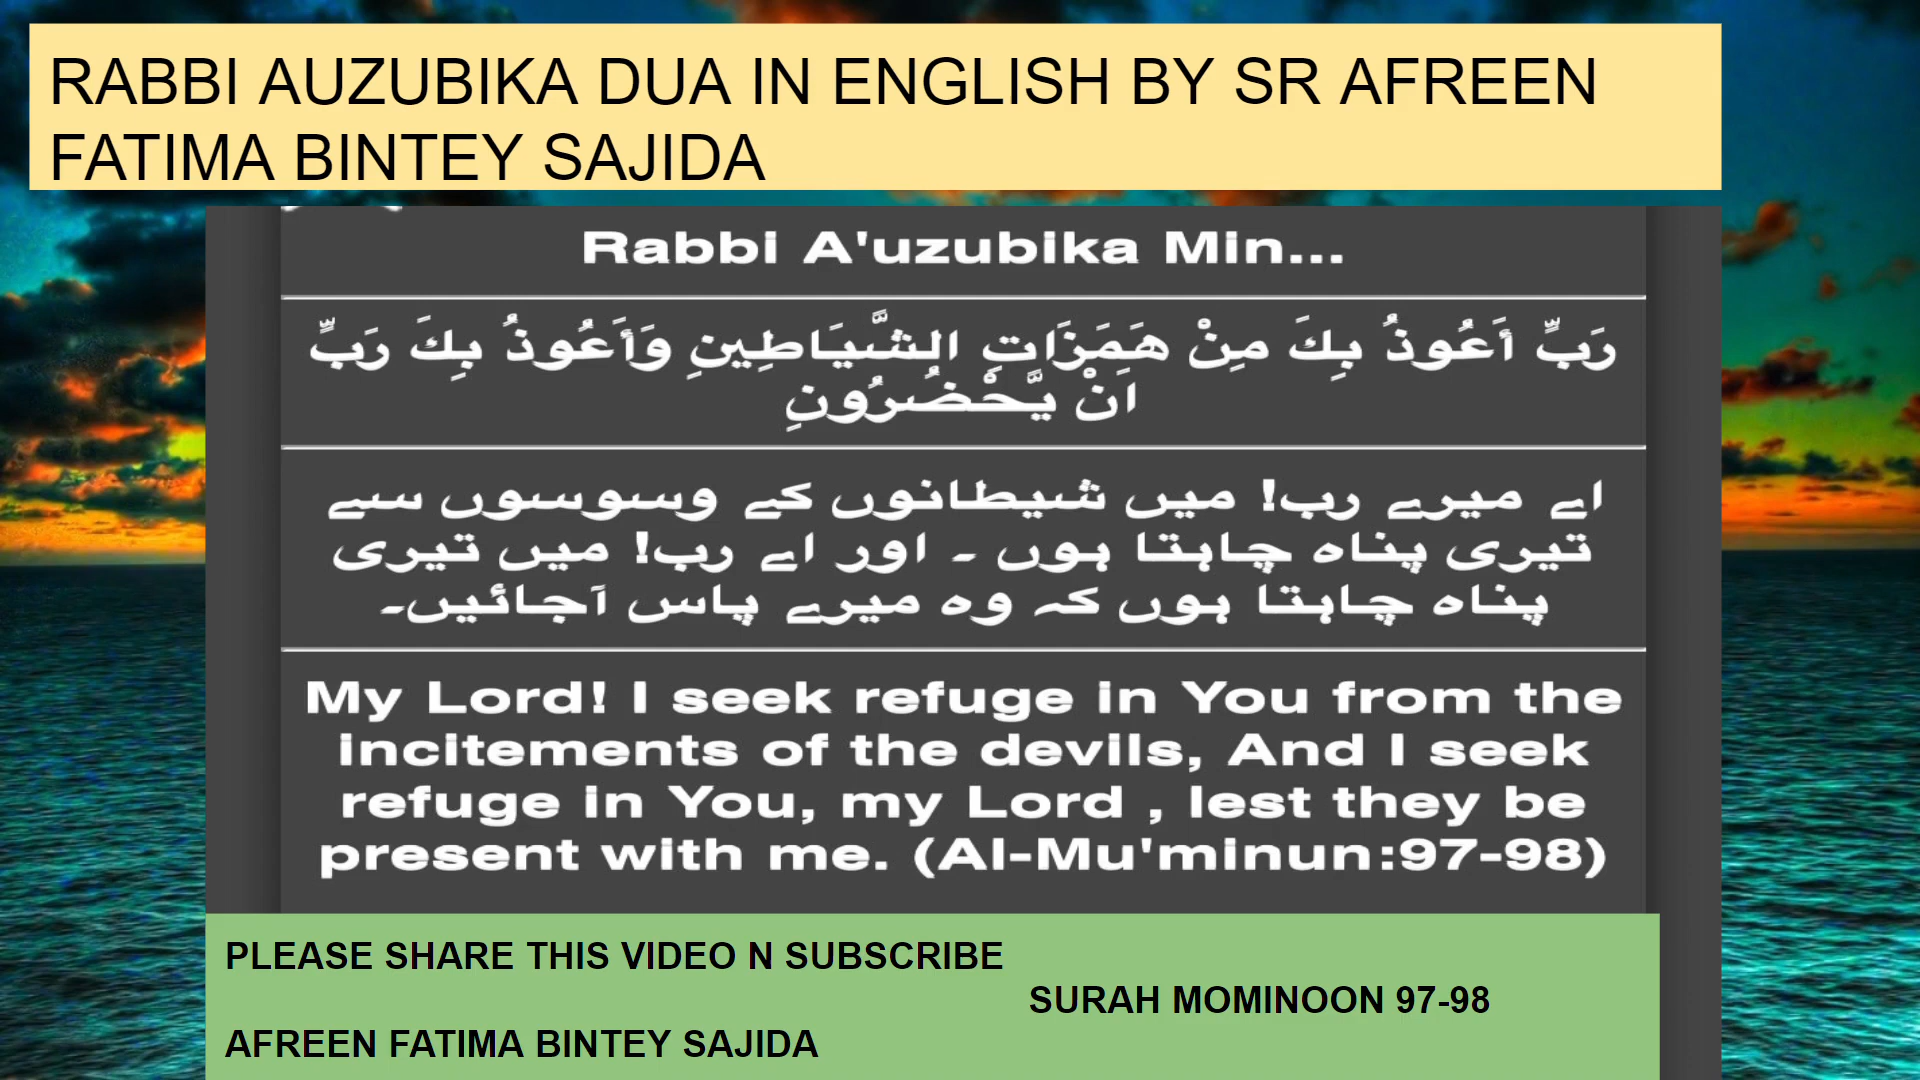 RABBI AUZUBIKA DUA IN ENGLISH BY SR AFREEN
FATIMA BINTEY SAJIDA
Rabbi A'uzubika Min...
رَبِّ أَعُوذُ بِكَ مِنْ هَمَزَاتِ الشَّيَاطِينِ وَأَعُوذُ بِكَ رَبِّ
اَنْ يَّحْضُرُونِ
اے میرے رب! میں شیطانوں کے وسوسوں سے
تیری پناہ چاہتا ہوں ۔ اور اے رب! میں تیری
پناہ چاہتا ہوں کہ وہ میرے پاس آجائیں۔
My Lord! I seek refuge in You from the
incitements of the devils, And I seek
refuge in You, my Lord , lest they be
present with me. (Al-Mu'minun:97-98)
PLEASE SHARE THIS VIDEO N SUBSCRIBE
SURAH MOMINOON 97-98
AFREEN FATIMA BINTEY SAJIDA